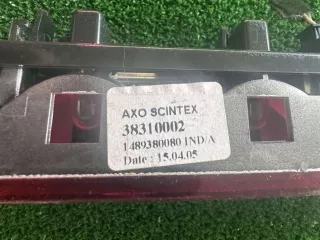 AXO SCINTEX
38310002
1489380080 IND/A
Date : 15.04.05